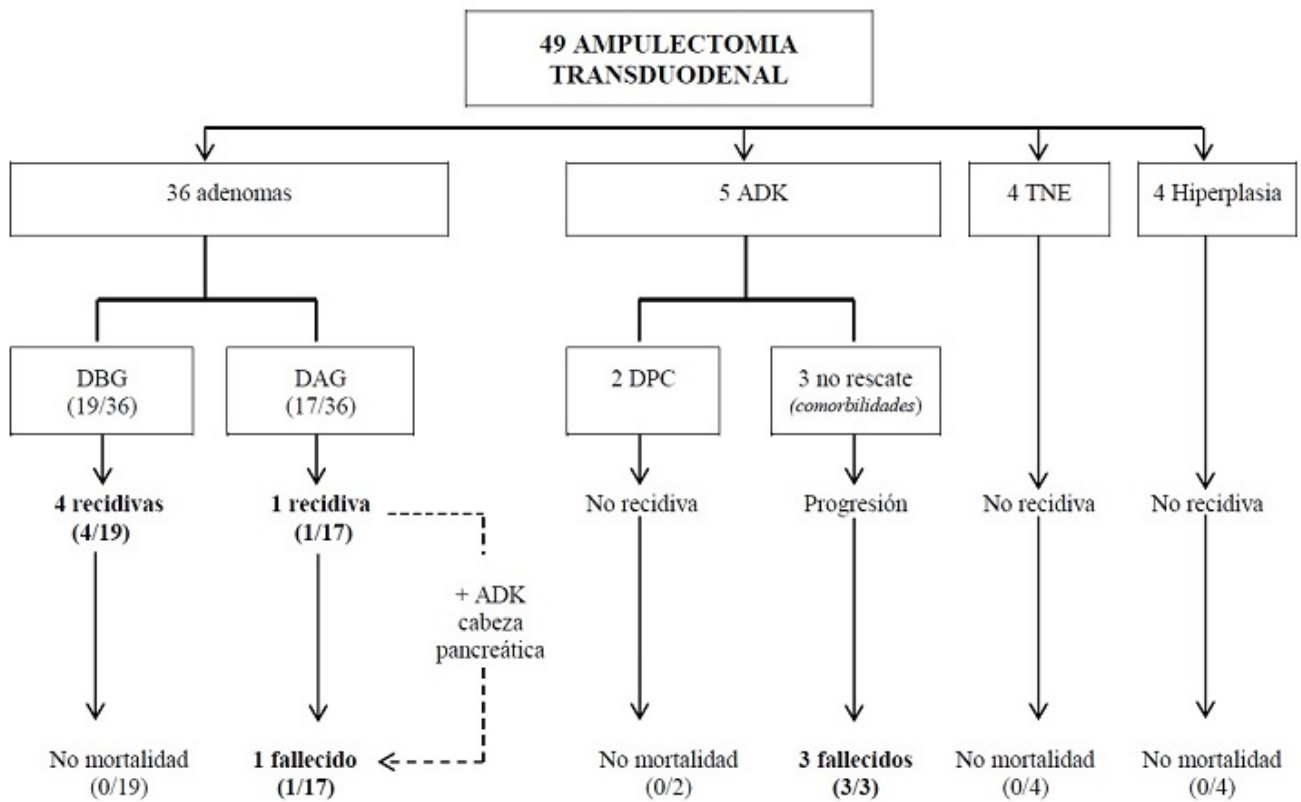 49 AMPULECTOMIA
TRANSDUODENAL
36 adenomas
5 ADK
4 TNE
4 Hiperplasia
DBG
(19/36)
DAG
(17/36)
2 DPC
3 no rescate
(comorbilidades)
4 recidivas
(4/19)
1 recidiva
(1/17)
No recidiva
Progresión
No recidiva
No recidiva
+ ADK
cabeza
pancreática
No mortalidad
(0/19)
1 fallecido
(1/17)
No mortalidad
(0/2)
3 fallecidos
(3/3)
No mortalidad
(0/4)
No mortalidad
(0/4)